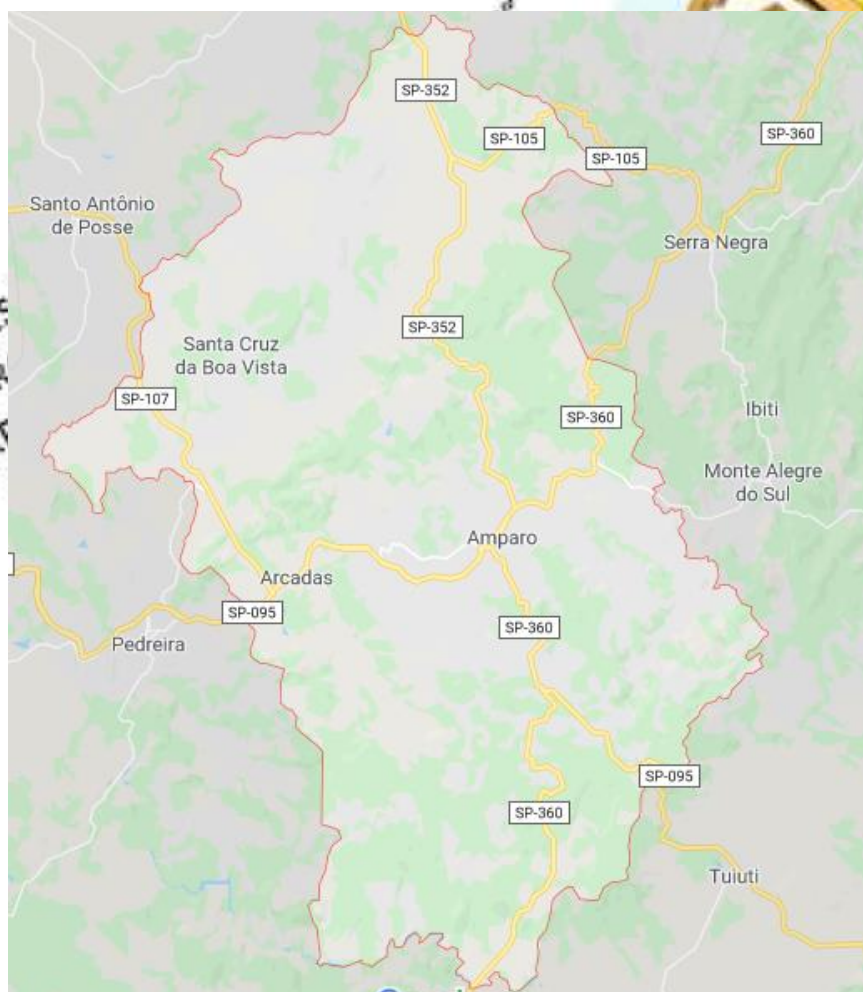 SP-352
SP-105
SP-360
SP-105
Santo Antônio
de Posse
Serra Negra
SP-352
Santa Cruz
da Boa Vista
SP-107
SP-360
Ibiti
Monte Alegre
do Sul
Amparo
Arcadas
SP-095
SP-360
Pedreira
SP-095
SP-360
Tuiuti